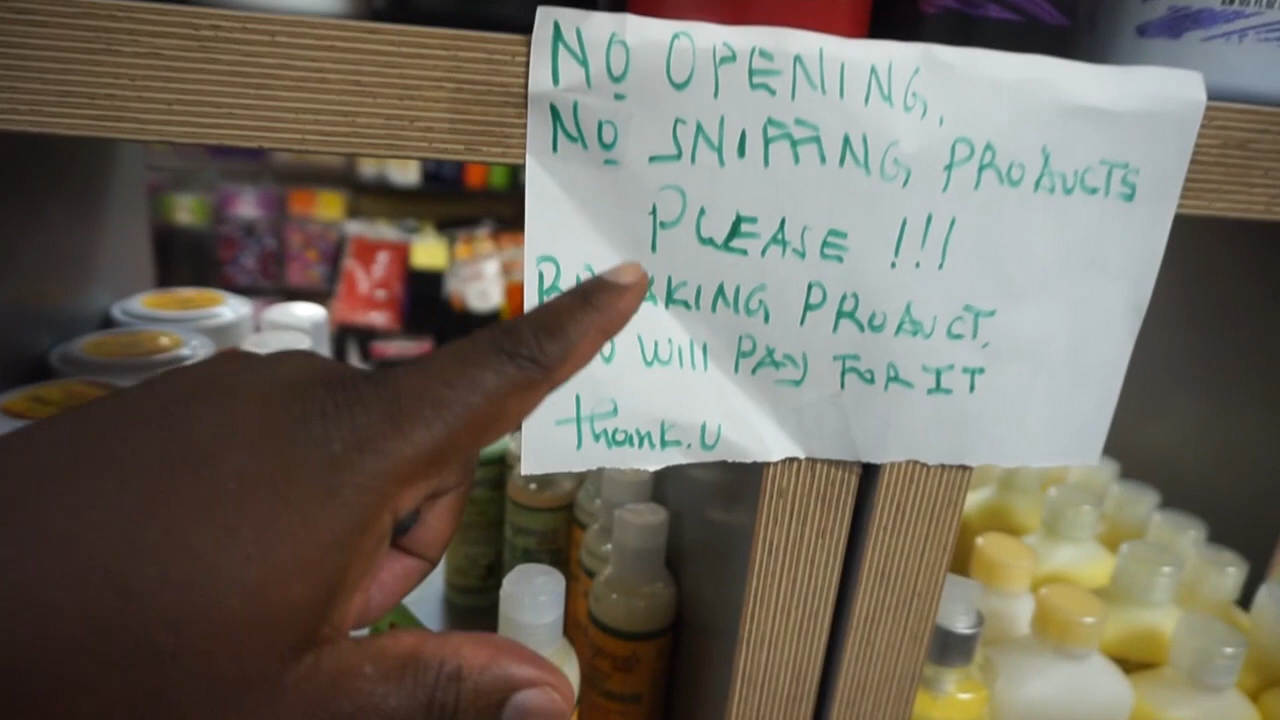 NO OPENING,
NO SNIFFING, PRODUCTS
PLEASE !!!
PRODUCT,
WILL PAY FOR IT
thank.U